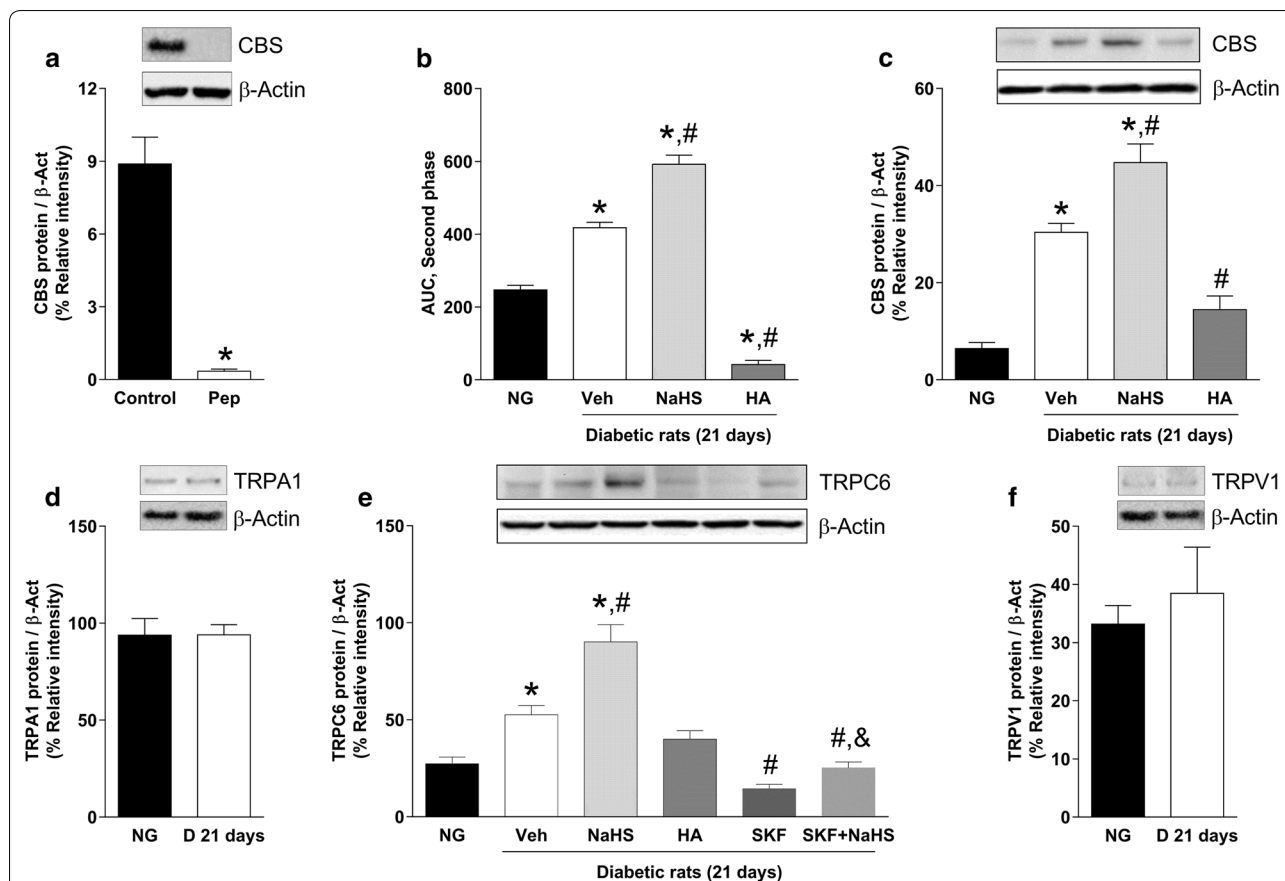 a
CBS
β-Actin
CBS protein / β-Act
(% Relative intensity)
12
9
6
3
0
*
Control Pep
b
AUC, Second phase
800
600
400
200
0
*
*,#
*,#
NG Veh NaHS HA
Diabetic rats (21 days)
c
CBS
β-Actin
CBS protein / β-Act
(% Relative intensity)
60
40
20
0
*
*,#
#
NG Veh NaHS HA
Diabetic rats (21 days)
d
TRPA1
β-Actin
TRPA1 protein / β-Act
(% Relative intensity)
150
100
50
0
NG D 21 days
e
TRPC6
β-Actin
TRPC6 protein / β-Act
(% Relative intensity)
150
100
50
0
*
*,#
#
#,&
NG Veh NaHS HA SKF SKF+NaHS
Diabetic rats (21 days)
f
TRPV1
β-Actin
TRPV1 protein / β-Act
(% Relative intensity)
50
40
30
20
10
0
NG D 21 days